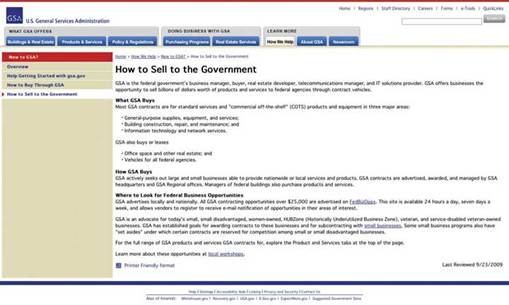 Home | Regions | Staff Directory | Careers | Forms | e-Tools | QuickLinks
GSA U.S. General Services Administration
SEARCH
WHAT GSA OFFERS
DOING BUSINESS WITH GSA
LEARN MORE
Buildings & Real Estate
Products & Services
Policy & Regulations
Purchasing Programs
Real Estate Services
How We Help
About GSA
Newsroom
New to GSA?
Overview
Help Getting Started with gsa.gov
How to Buy Through GSA
How to Sell to the Government
Home > How We Help > New to GSA? > How to Sell to the Government
How to Sell to the Government
GSA is the federal government's business manager, buyer, real estate developer, telecommunications manager, and IT solutions provider. GSA offers businesses the
opportunity to sell billions of dollars worth of products and services to federal agencies through contract vehicles.
What GSA Buys
Most GSA contracts are for standard services and "commercial off-the-shelf" (COTS) products and equipment in three major areas:
• General-purpose supplies, equipment, and services;
• Building construction, repair, and maintenance; and
• Information technology and network services.
GSA also buys or leases
• Office space and other real estate; and
• Vehicles for all federal agencies.
How GSA Buys
GSA actively seeks out large and small businesses able to provide nationwide or local services and products. GSA contracts are advertised, awarded, and managed by GSA
headquarters and GSA Regional offices. Managers of federal buildings also purchase products and services.
Where to Look for Federal Business Opportunities
GSA advertises locally and nationally. All GSA contracting opportunities over $25,000 are advertised on FedBizOpps. This site is available 24 hours a day, seven days a
week, and allows vendors to register to receive e-mail notification of opportunities in their areas of interest.
GSA is an advocate for today's small, small disadvantaged, women-owned, HUBZone (Historically Underutilized Business Zone), veteran, and service-disabled veteran-owned
businesses. GSA has established goals for awarding contracts to these businesses and for subcontracting with small businesses. Some small business programs also have
"set asides" under which certain contracts are reserved for competition among small or small disadvantaged businesses.
For the full range of GSA products and services GSA contracts for, explore the Product and Services tabs at the top of the page.
Learn more about these opportunities at local workshops.
Printer Friendly format
Last Reviewed 9/23/2009
Help | Sitemap | Accessibility Aids | Linking | Privacy and Security | Contact Us
Also of Interest: Whitehouse.gov | Recovery.gov | USA.gov | E-Gov.gov | ExpectMore.gov | Suggested Government Sites